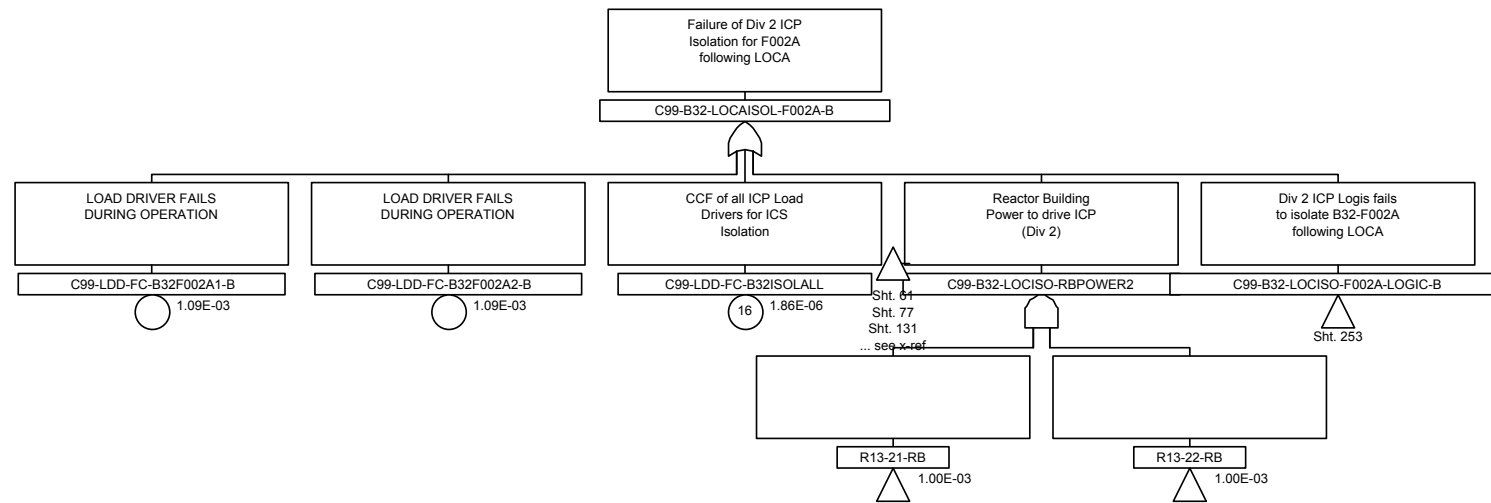 Failure of Div 2 ICP
Isolation for F002A
following LOCA
C99-B32-LOCAISOL-F002A-B
LOAD DRIVER FAILS
DURING OPERATION
C99-LDD-FC-B32F002A1-B
1.09E-03
LOAD DRIVER FAILS
DURING OPERATION
C99-LDD-FC-B32F002A2-B
1.09E-03
CCF of all ICP Load
Drivers for ICS
Isolation
C99-LDD-FC-B32ISOLALL
16
1.86E-06
Reactor Building
Power to drive ICP
(Div 2)
C99-B32-LOCISO-RBPOWER2
Sht. 61
Sht. 77
Sht. 131
... see x-ref
Div 2 ICP Logis fails
to isolate B32-F002A
following LOCA
C99-B32-LOCISO-F002A-LOGIC-B
Sht. 253
R13-21-RB
1.00E-03
R13-22-RB
1.00E-03